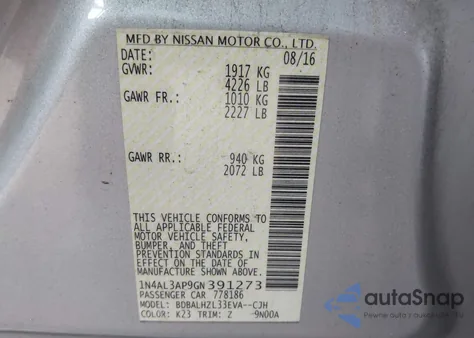 MFD BY NISSAN MOTOR CO., LTD.
DATE: 08/16
GVWR: 1917 KG
4226 LB
GAWR FR.: 1010 KG
2227 LB
GAWR RR.: 940 KG
2072 LB
THIS VEHICLE CONFORMS TO
ALL APPLICABLE FEDERAL
MOTOR VEHICLE SAFETY,
BUMPER, AND THEFT
PREVENTION STANDARDS
IN EFFECT ON THE DATE OF
MANUFACTURE SHOWN ABOVE.
1N4AL3AP9GN391273
PASSENGER CAR 778186
MODEL: BDBALHZL33EVA--CJH
COLOR: K23 TRIM: Z 9N00A
autoSnap